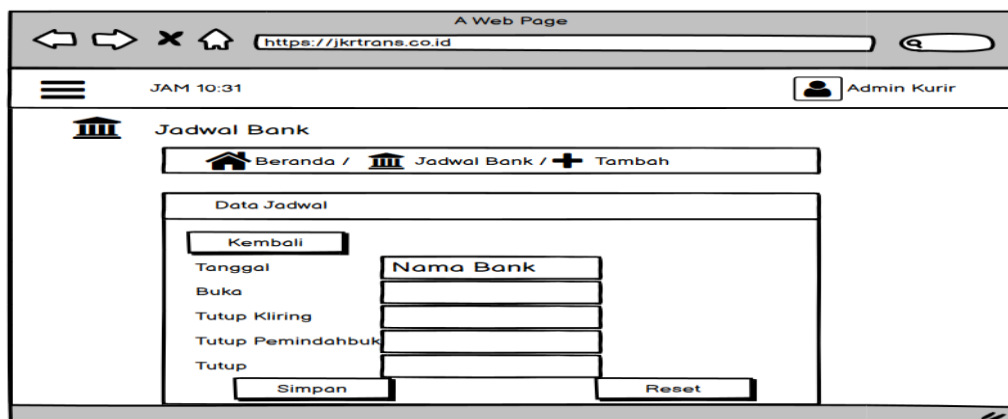 A Web Page
https://jkrtrans.co.id
JAM 10:31
Admin Kurir
Jadwal Bank
Beranda / Jadwal Bank / Tambah
Data Jadwal
Kembali
Tanggal Nama Bank
Buka
Tutup Kliring
Tutup Pemindahbuk
Tutup
Simpan Reset